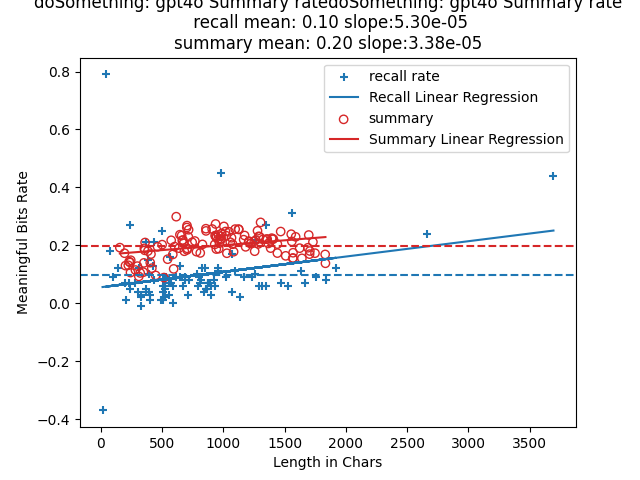 doSomething: gpt4o Summary ratedoSomething: gpt4o Summary rate
recall mean: 0.10 slope:5.30e-05
summary mean: 0.20 slope:3.38e-05
recall rate
Recall Linear Regression
summary
Summary Linear Regression
Meaningful Bits Rate
0.8
0.6
0.4
0.2
0.0
−0.2
−0.4
0 500 1000 1500 2000 2500 3000 3500
Length in Chars